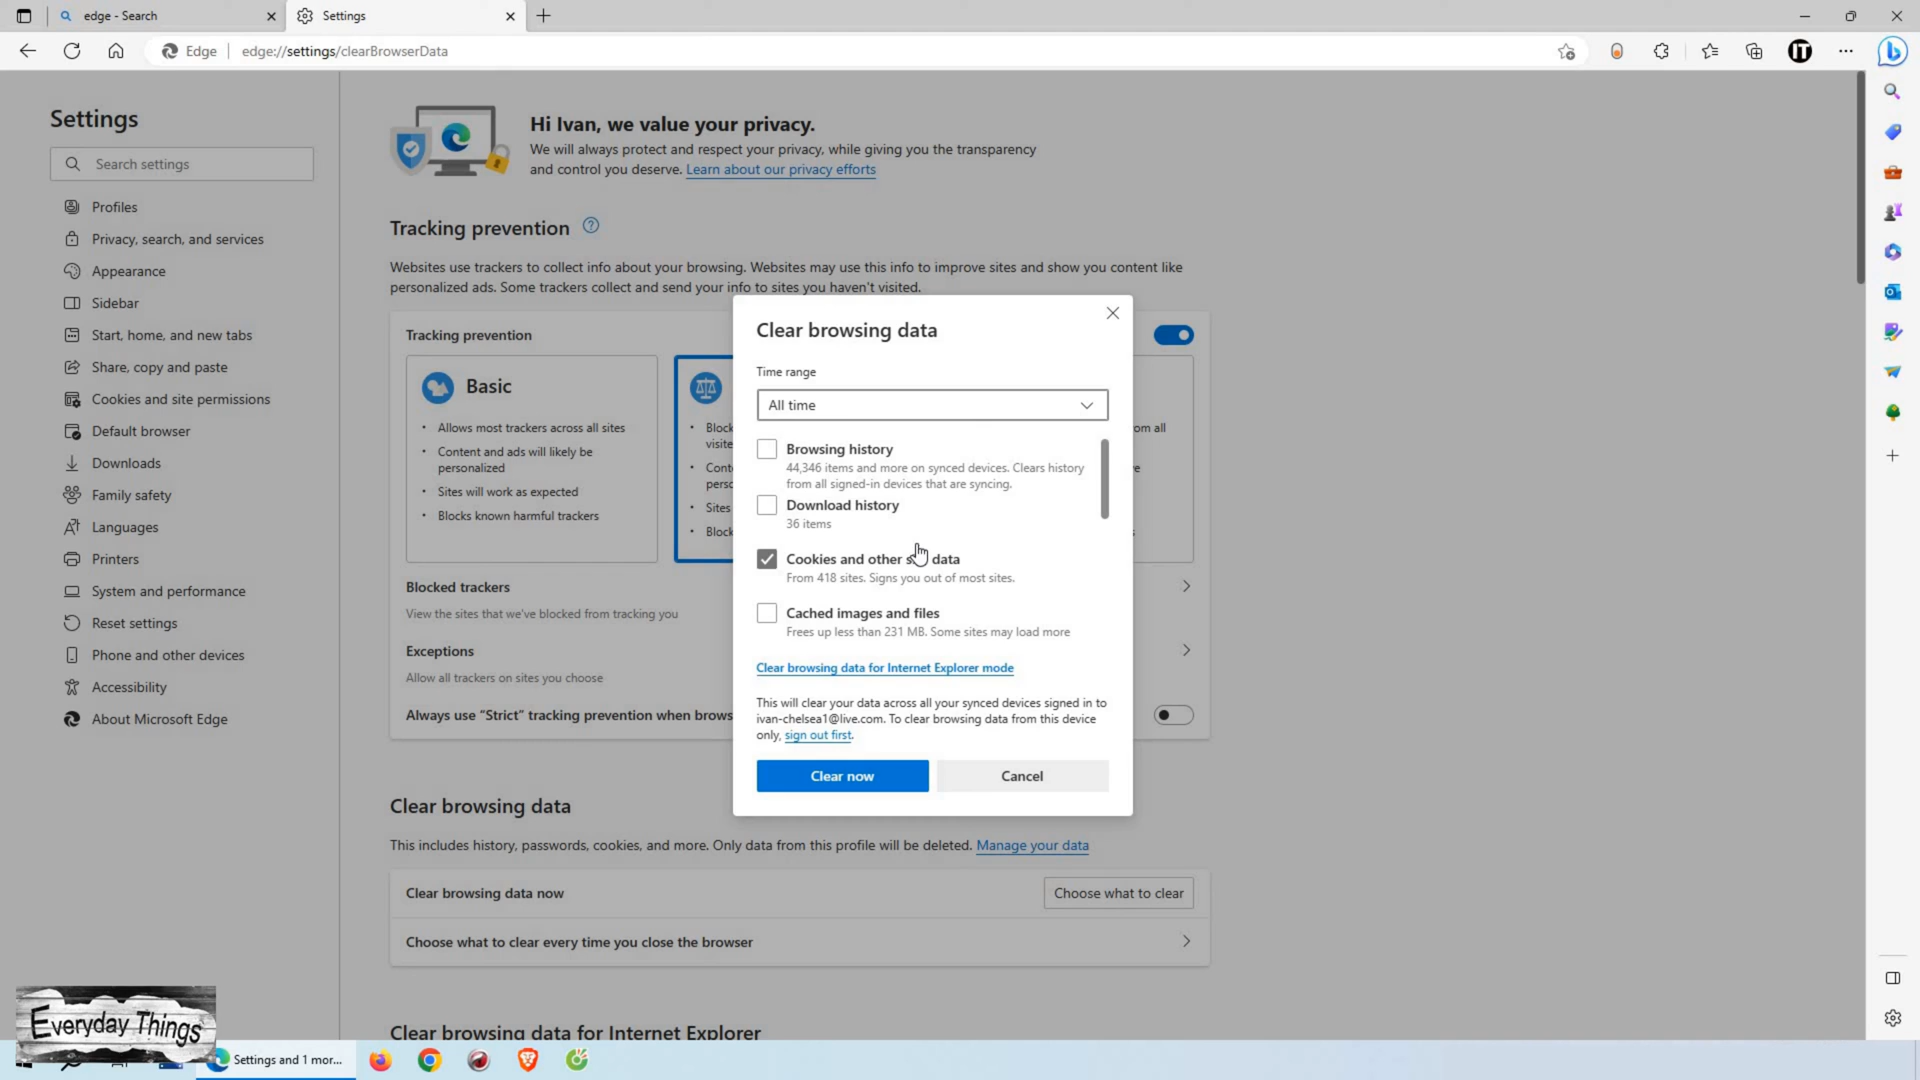 edge - Search
Settings
Edge
edge://settings/clearBrowserData
Settings
Search settings
Profiles
Privacy, search, and services
Appearance
Sidebar
Start, home, and new tabs
Share, copy and paste
Cookies and site permissions
Default browser
Downloads
Family safety
Languages
Printers
System and performance
Reset settings
Phone and other devices
Accessibility
About Microsoft Edge
Hi Ivan, we value your privacy.
We will always protect and respect your privacy, while giving you the transparency
and control you deserve. Learn about our privacy efforts
Tracking prevention
Websites use trackers to collect info about your browsing. Websites may use this info to improve sites and show you content like
personalized ads. Some trackers collect and send your info to sites you haven't visited.
Tracking prevention
Basic
Allows most trackers across all sites
Content and ads will likely be
personalized
Sites will work as expected
Blocks known harmful trackers
Sites
Blocked trackers
View the sites that we've blocked from tracking you
Exceptions
Allow all trackers on sites you choose
Always use "Strict" tracking prevention when
Clear browsing data
Time range
All time
Browsing history
44,346 items and more on synced devices. Clears history
from all signed-in devices that are syncing.
Download history
36 items
Cookies and other data
From 418 sites. Signs you out of most sites.
Cached images and files
Frees up less than 231 MB. Some sites may load more
Clear browsing data for Internet Explorer mode
This will clear your data across all your synced devices signed in to
ivan-chelsea1@live.com. To clear browsing data from this device
only, sign out first.
Clear now
Cancel
Clear browsing data
This includes history, passwords, cookies, and more. Only data from this profile will be deleted. Manage your data
Clear browsing data now
Choose what to clear
Choose what to clear every time you close the browser
Clear browsing data for Internet Explorer
Everyday Things
Settings and 1 mor...
IT